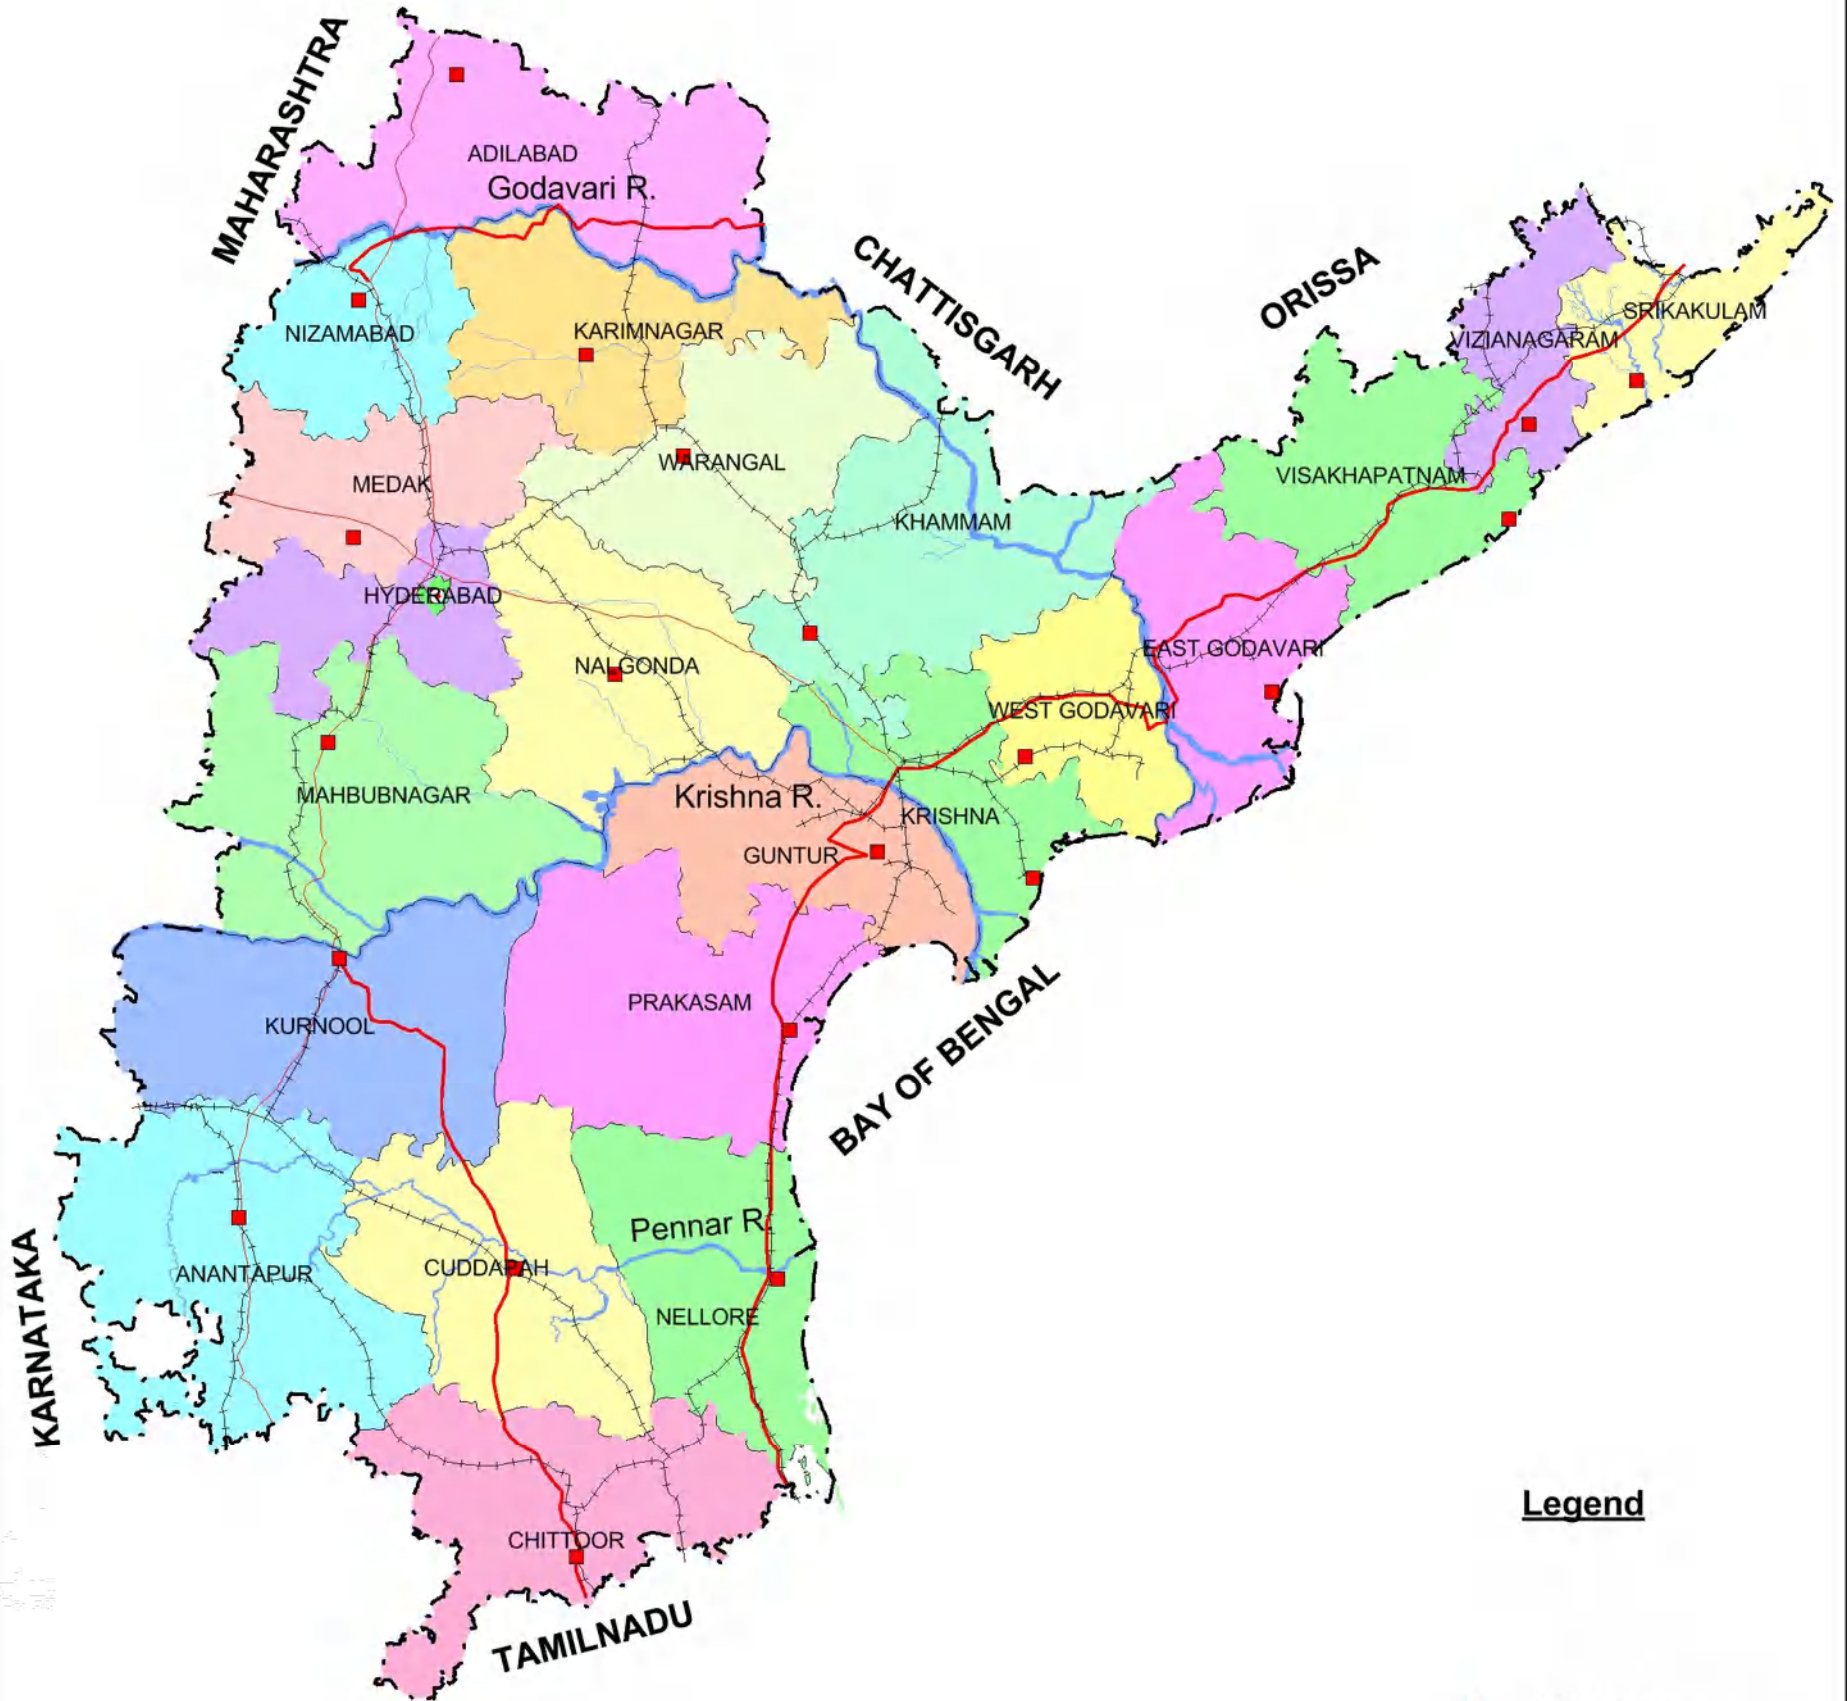 MAHARASHTRA
ADILABAD
Godavari R.
CHATTISGARH
ORISSA
NIZAMABAD
KARIMNAGAR
SRIKAKULAM
VIZIANAGARAM
MEDAK
WARANGAL
VISAKHAPATNAM
KHAMMAM
HYDERABAD
NALGONDA
EAST GODAVARI
WEST GODAVARI
MAHBUBNAGAR
Krishna R.
KRISHNA
GUNTUR
PRAKASAM
KURNOOL
BAY OF BENGAL
Pennar R.
KARNATAKA
ANANTAPUR
CUDDAPAH
NELLORE
Legend
CHITTOOR
TAMILNADU